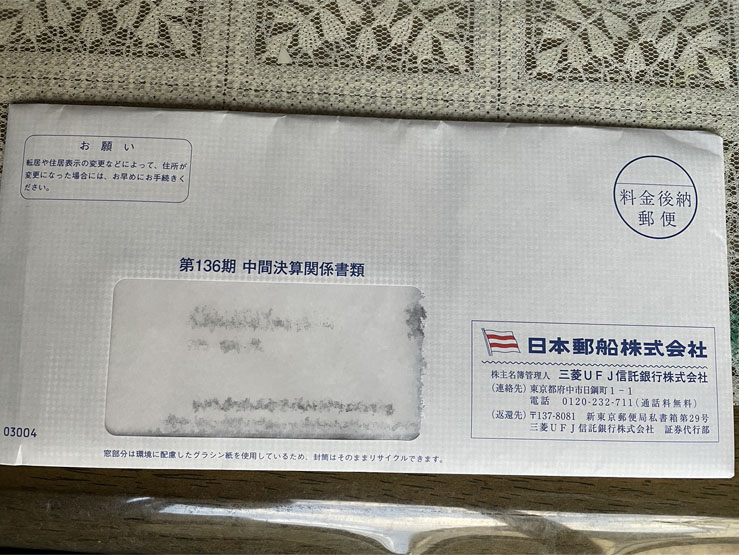 お願い
転居や住居表示の変更などによって、住所が
変更になった場合には、お早めにお手続きく
ださい。
料金後納
郵便
第136期 中間決算関係書類
日本郵船株式会社
株主名簿管理人 三菱UFJ信託銀行株式会社
(連絡先) 東京都府中市日鋼町1-1
電話 0120-232-711(通話料無料)
(返還先) 〒137-8081 新東京郵便局私書箱第29号
三菱UFJ信託銀行株式会社 証券代行部
03004
窓部分は環境に配慮したグラシン紙を使用しているため、封筒はそのままリサイクルできます。